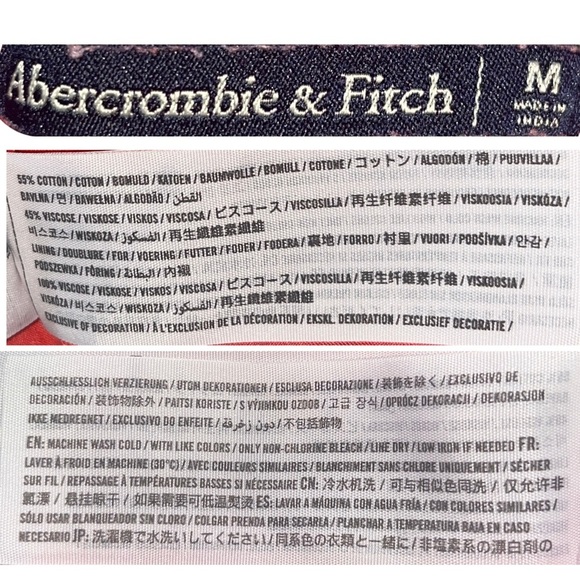 Abercrombie & Fitch | M
MADE IN
INDIA
55% COTTON / COTON / BOMULD / KATOEN / BAUMWOLLE / BOMULL / COTONE / コットン / ALGODÓN / 棉 / PUUVILLAA /
BAVLNA / 면 / BAWEŁNA / ALGODÃO / القطن
45% VISCOSE / VISKOSE / VISKOS / VISCOSA / ビスコース / VISCOSILLA / 再生纤维素纤维 / VISKOOSIA / VISKÓZA /
비스코스 / WISKOZA / الفسكوز / 再生纖維素纖維
LINING / DOUBLURE / FOR / VOERING / FUTTER / FODER / FODERA / 裏地 / FORRO / 衬里 / VUORI / PODŠÍVKA / 안감 /
PODSZEWKA / FÔRING / البطانة / 內襯
100% VISCOSE / VISKOSE / VISKOS / VISCOSA / ビスコース / VISCOSILLA / 再生纤维素纤维 / VISKOOSIA /
VISKÓZA / 비스코스 / WISKOZA / الفسكوز / 再生纖維素纖維
EXCLUSIVE OF DECORATION / À L'EXCLUSION DE LA DÉCORATION / EKSKL. DEKORATION / EXCLUSIEF DECORATIE /
AUSSCHLIESSLICH VERZIERUNG / UTOM DEKORATIONEN / ESCLUSA DECORAZIONE / 装飾を除く / EXCLUSIVO DE
DECORACIÓN / 装饰物除外 / PAITSI KORISTE / S VÝJIMKOU OZDOB / 고급 장식 / OPRÓCZ DEKORACJI / DEKORASJON
IKKE MEDREGNET / EXCLUSIVO DO ENFEITE / دون زخرفة / 不包括飾物
EN: MACHINE WASH COLD / WITH LIKE COLORS / ONLY NON-CHLORINE BLEACH / LINE DRY / LOW IRON IF NEEDED FR:
LAVER À FROID EN MACHINE (30°C) / AVEC COULEURS SIMILAIRES / BLANCHIMENT SANS CHLORE UNIQUEMENT / SÉCHER
SUR FIL / REPASSAGE À TEMPÉRATURES BASSES SI NÉCESSAIRE CN: 冷水机洗 / 可与相似色同洗 / 仅允许非
氯漂 / 悬挂晾干 / 如果需要可低温熨烫 ES: LAVAR A MÁQUINA CON AGUA FRÍA / CON COLORES SIMILARES /
SÓLO USAR BLANQUEADOR SIN CLORO / COLGAR PRENDA PARA SECARLA / PLANCHAR A TEMPERATURA BAJA EN CASO
NECESARIO JP: 洗濯機で水洗いしてください / 同系色の衣類と一緒に / 非塩素系の漂白剤の